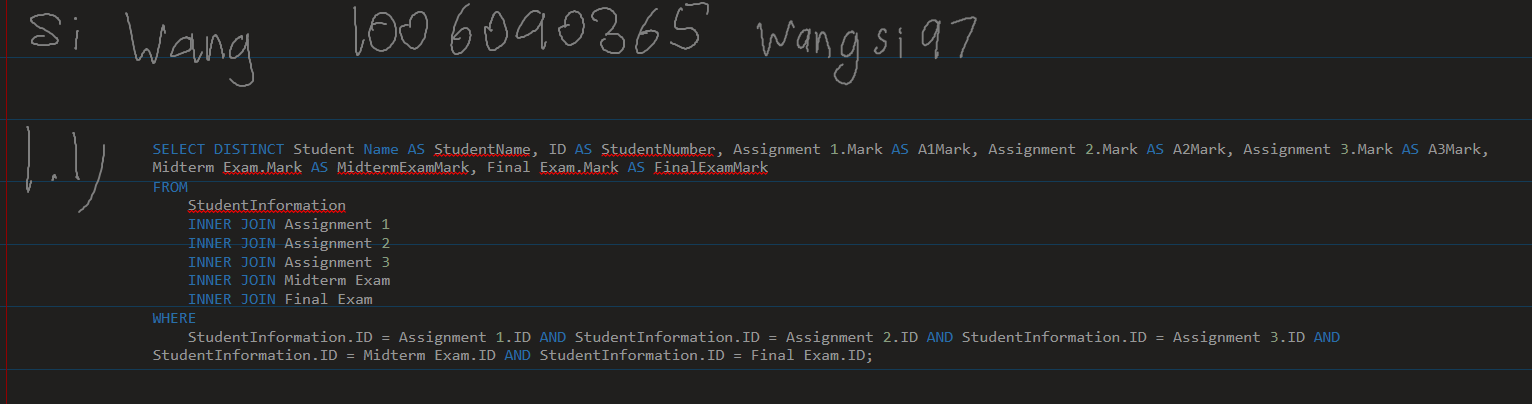 Si Wang 1006090365 wangsi97
1.1)
SELECT DISTINCT Student Name AS StudentName, ID AS StudentNumber, Assignment 1.Mark AS A1Mark, Assignment 2.Mark AS A2Mark, Assignment 3.Mark AS A3Mark,
Midterm Exam.Mark AS MidtermExamMark, Final Exam.Mark AS FinalExamMark
FROM
StudentInformation
INNER JOIN Assignment 1
INNER JOIN Assignment 2
INNER JOIN Assignment 3
INNER JOIN Midterm Exam
INNER JOIN Final Exam
WHERE
StudentInformation.ID = Assignment 1.ID AND StudentInformation.ID = Assignment 2.ID AND StudentInformation.ID = Assignment 3.ID AND
StudentInformation.ID = Midterm Exam.ID AND StudentInformation.ID = Final Exam.ID;